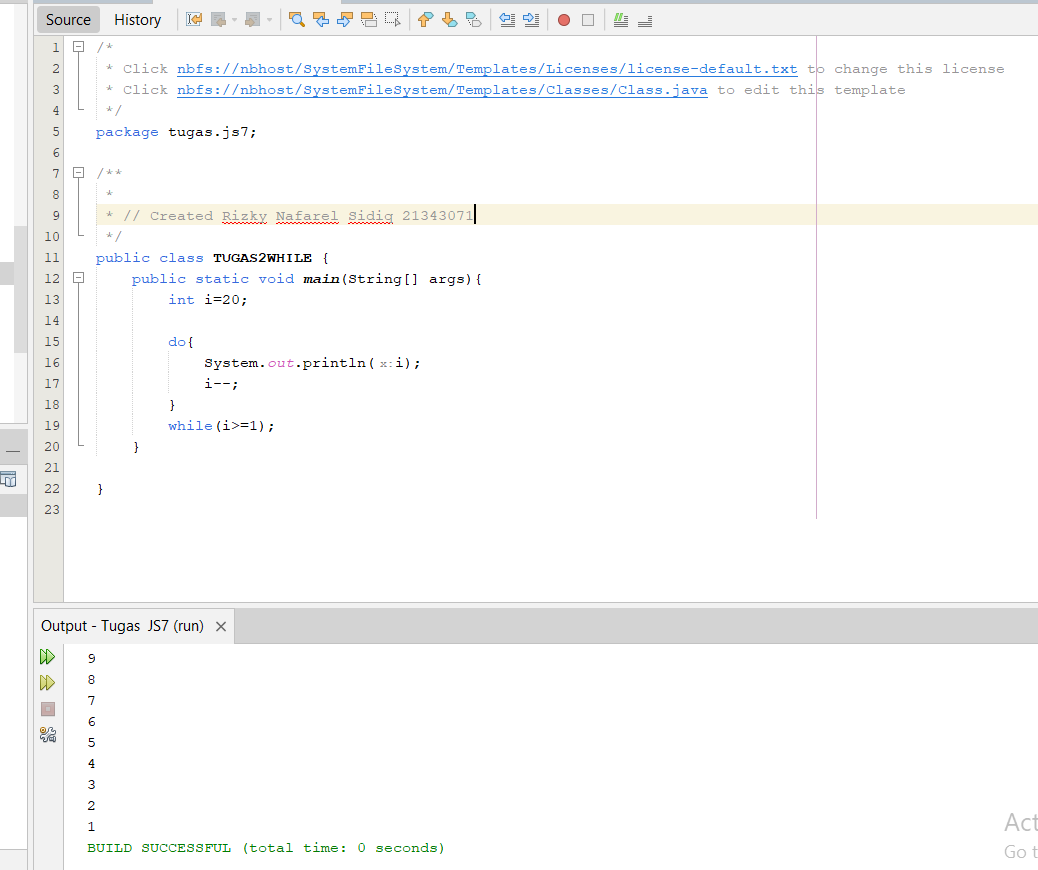 Source History
1 /*
2 * Click nbfs://nbhost/SystemFileSystem/Templates/Licenses/license-default.txt to change this license
3 * Click nbfs://nbhost/SystemFileSystem/Templates/Classes/Class.java to edit this template
4 */
5 package tugas.js7;
6
7 /**
8 *
9 * // Created Rizky Nafarel Sidiq 21343071
10 */
11 public class TUGAS2WHILE {
12 public static void main(String[] args){
13 int i=20;
14
15 do{
16 System.out.println( x: i);
17 i--;
18 }
19 while(i>=1);
20 }
21
22 }
23
Output - Tugas JS7 (run)
9
8
7
6
5
4
3
2
1
BUILD SUCCESSFUL (total time: 0 seconds)
Act
Go t